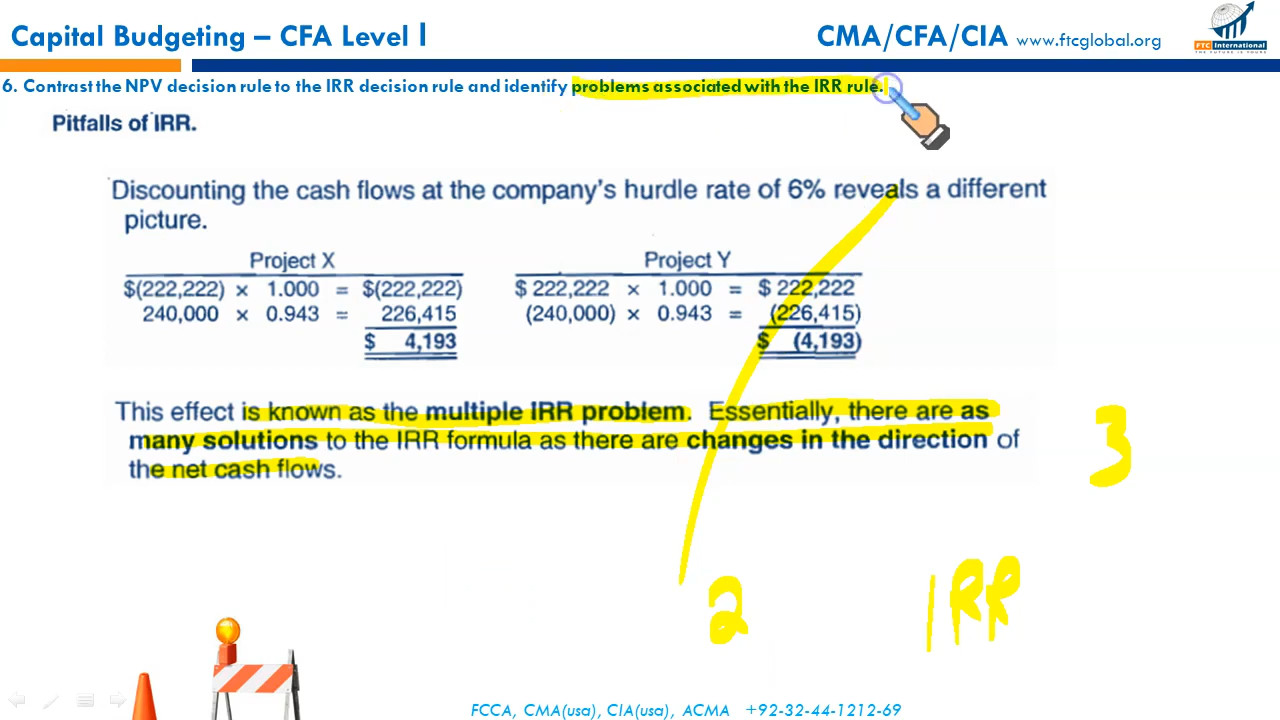 Capital Budgeting – CFA Level I
CMA/CFA/CIA www.ftcglobal.org
FTC International
THE FUTURE IS YOURS
6. Contrast the NPV decision rule to the IRR decision rule and identify problems associated with the IRR rule.
Pitfalls of IRR.
Discounting the cash flows at the company's hurdle rate of 6% reveals a different
picture.
Project X Project Y
$(222,222) × 1.000 = $(222,222) $ 222,222 × 1.000 = $ 222,222
240,000 × 0.943 = 226,415 (240,000) × 0.943 = (226,415)
$ 4,193 $ (4,193)
This effect is known as the multiple IRR problem. Essentially, there are as
many solutions to the IRR formula as there are changes in the direction of
the net cash flows.
3
2 IRR
FCCA, CMA(usa), CIA(usa), ACMA +92-32-44-1212-69